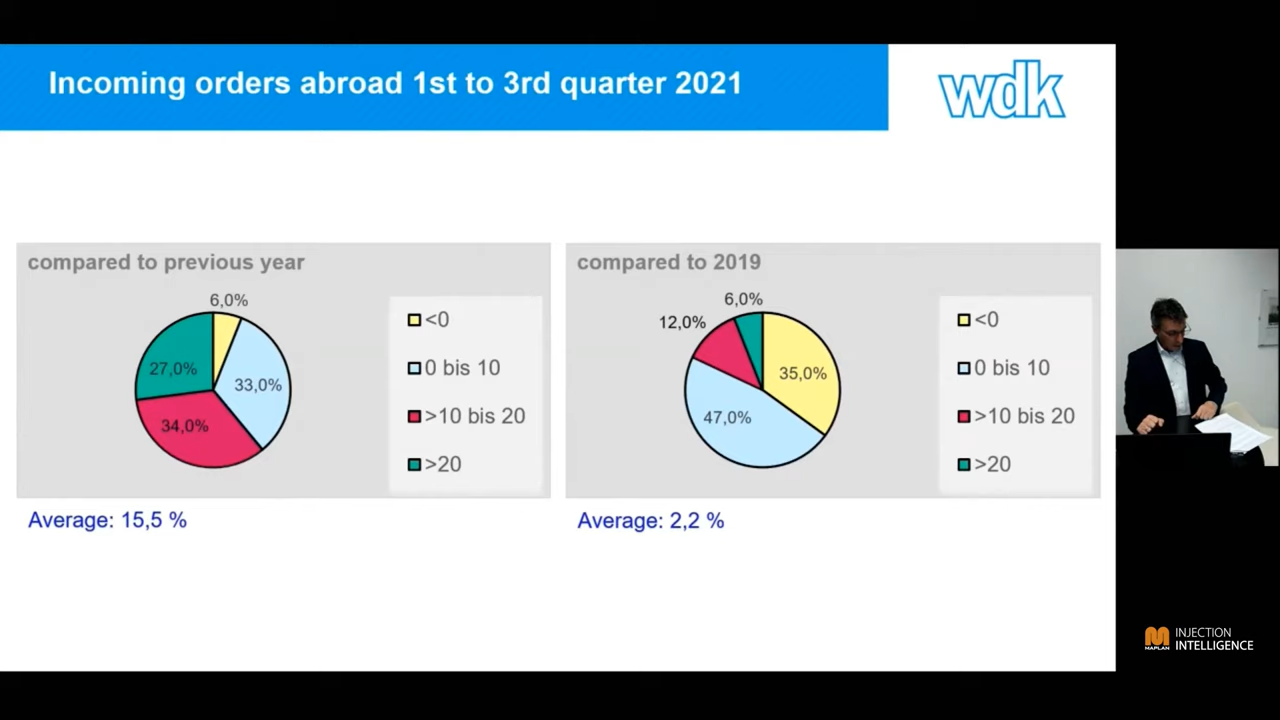 Incoming orders abroad 1st to 3rd quarter 2021
wdk
compared to previous year
6,0%
33,0%
34,0%
27,0%
<0
0 bis 10
>10 bis 20
>20
Average: 15,5 %
compared to 2019
6,0%
12,0%
35,0%
47,0%
<0
0 bis 10
>10 bis 20
>20
Average: 2,2 %
MAPLAN
INJECTION
INTELLIGENCE